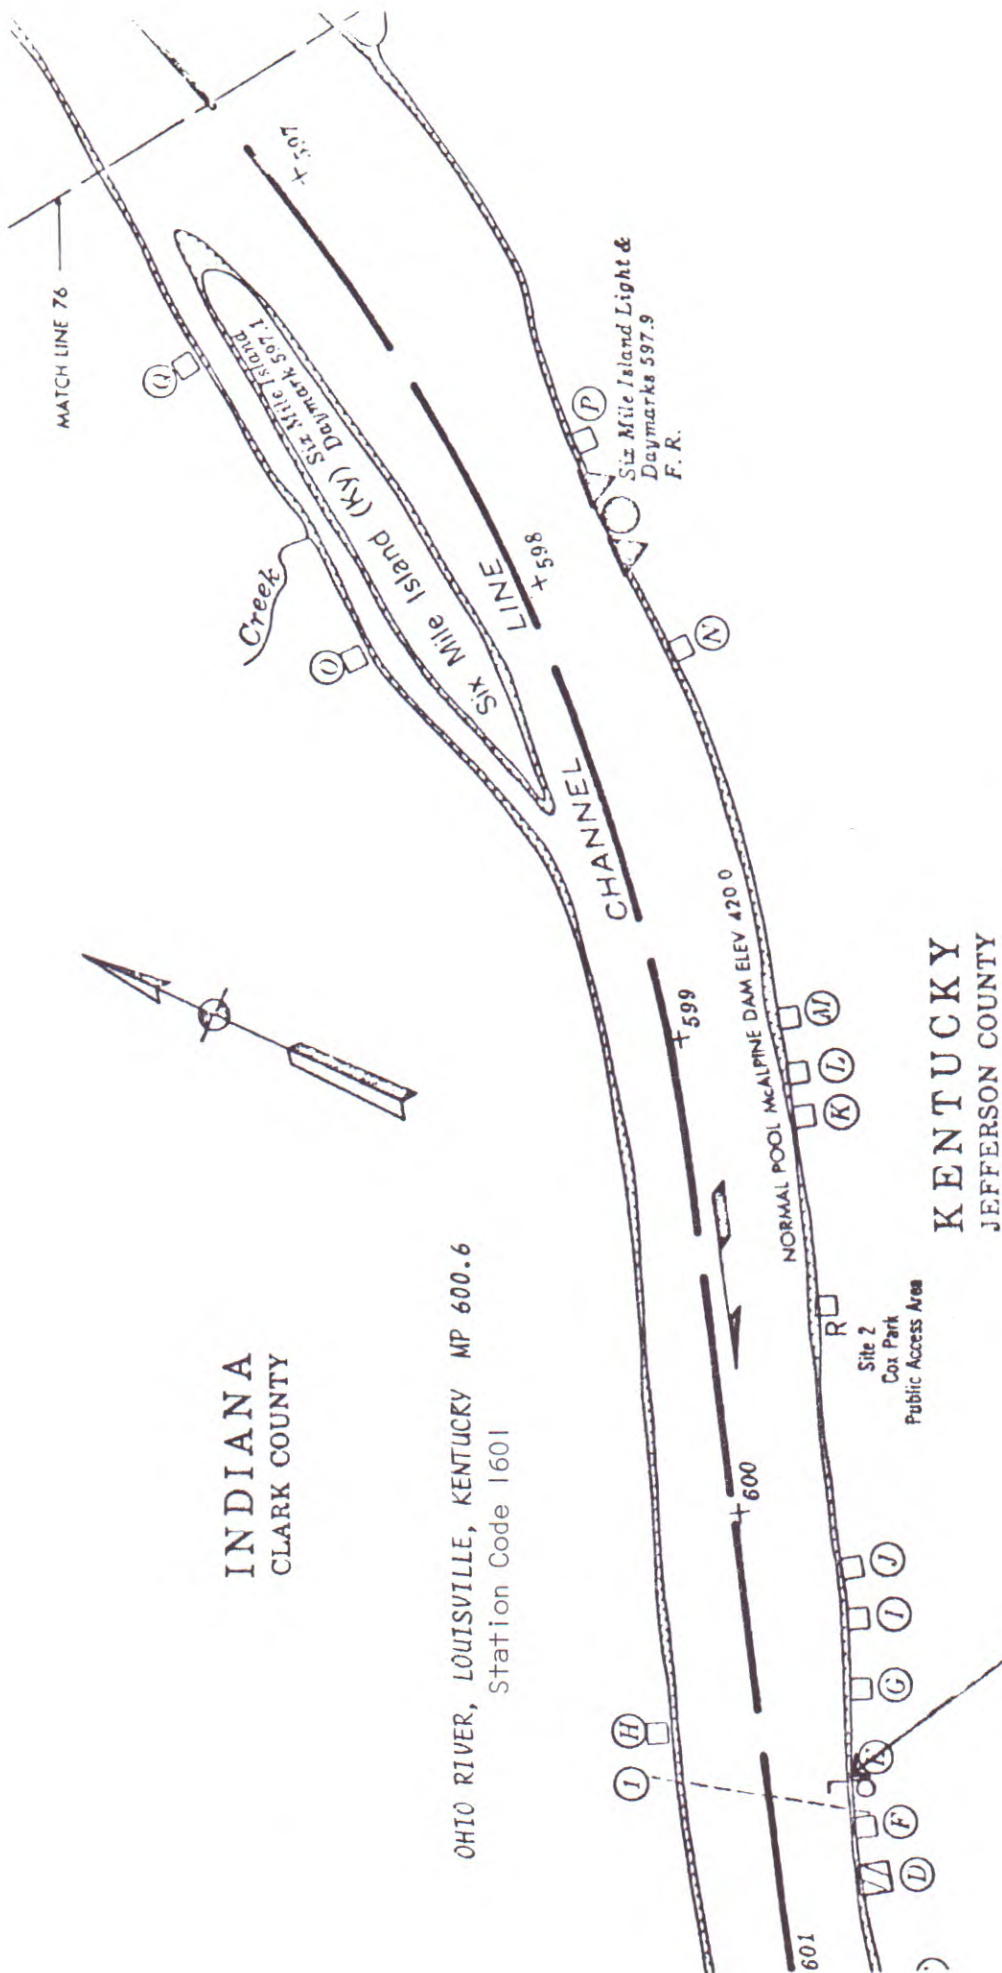 MATCH LINE 76
+597
Q
Six Mile Island
Daymark 597.1
Six Mile Island (Ky)
Creek
O
P
Six Mile Island Light &
Daymarks 597.9
F. R.
+598
N
CHANNEL LINE
+599
NORMAL POOL McALPINE DAM ELEV 420.0
M
L
K
KENTUCKY
JEFFERSON COUNTY
INDIANA
CLARK COUNTY
OHIO RIVER, LOUISVILLE, KENTUCKY MP 600.6
Station Code 1601
R
Site 2
Cox Park
Public Access Area
+600
J
I
G
H
1
F
D
601